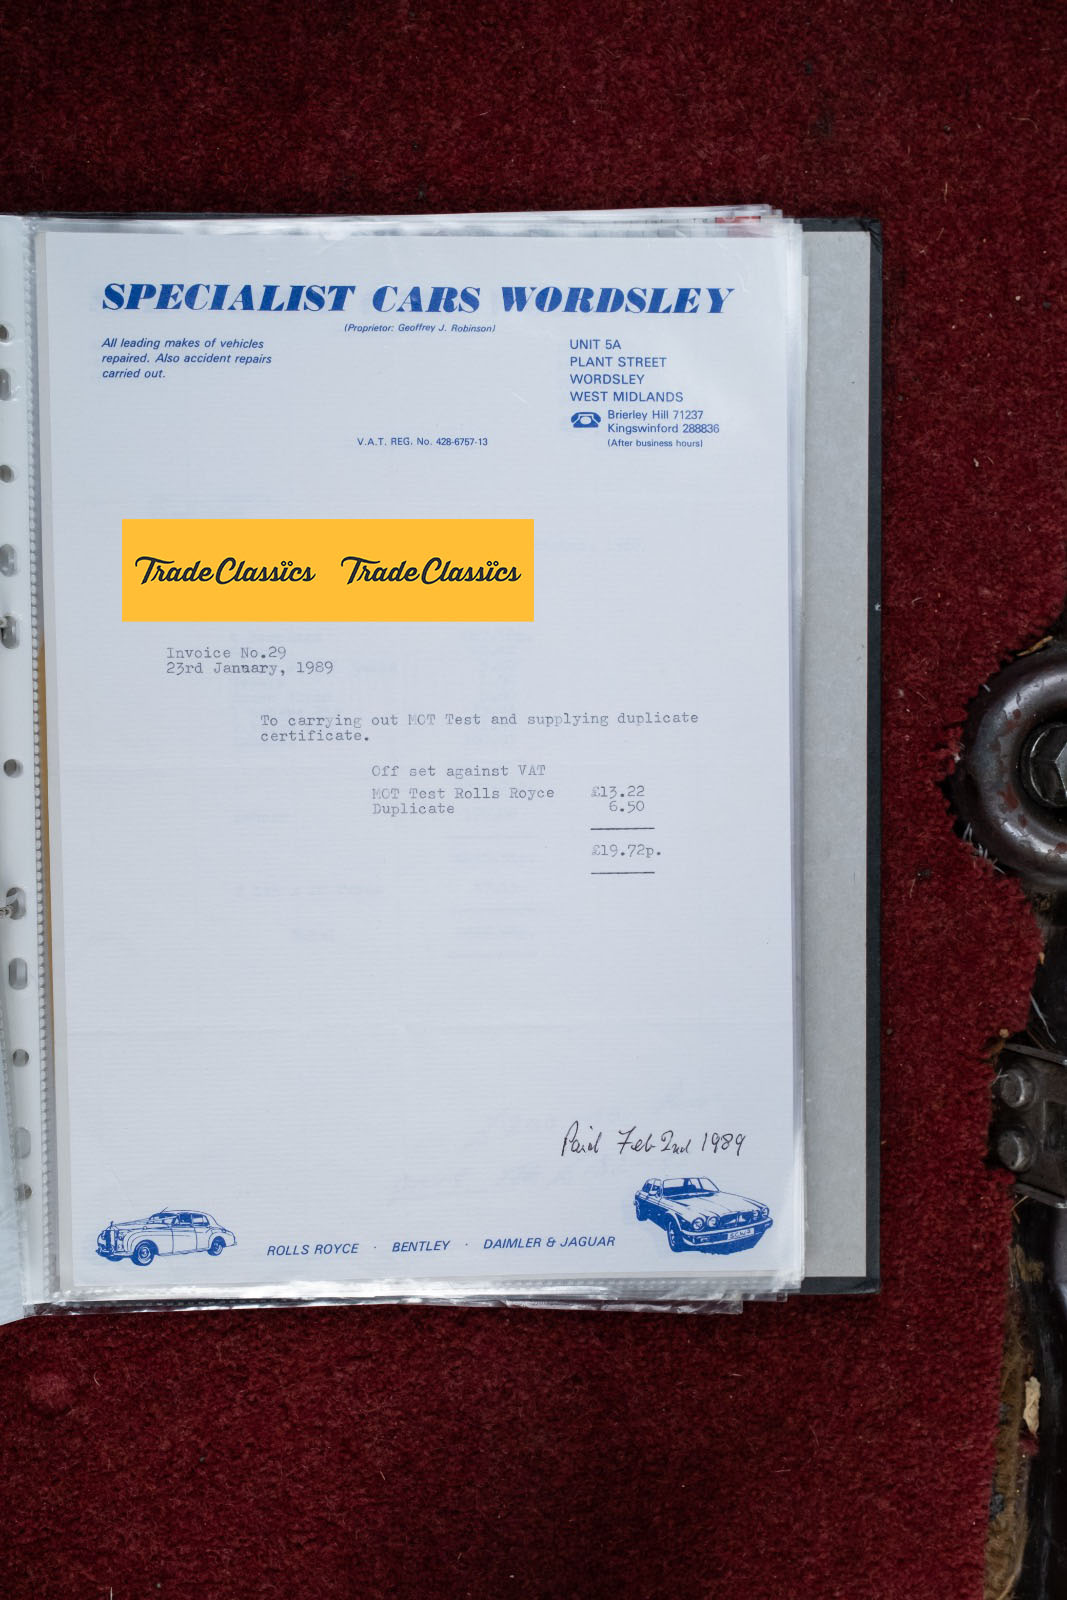 SPECIALIST CARS WORDSLEY
(Proprietor: Geoffrey J. Robinson)
All leading makes of vehicles
repaired. Also accident repairs
carried out.
UNIT 5A
PLANT STREET
WORDSLEY
WEST MIDLANDS
Brierley Hill 71237
Kingswinford 288836
(After business hours)
V.A.T. REG. No. 428-6757-13
TradeClassics TradeClassics
Invoice No.29
23rd January, 1989
To carrying out MOT Test and supplying duplicate
certificate.
Off set against VAT
MOT Test Rolls Royce £13.22
Duplicate 6.50
£19.72p.
Paid Feb 2nd 1989
ROLLS ROYCE · BENTLEY · DAIMLER & JAGUAR